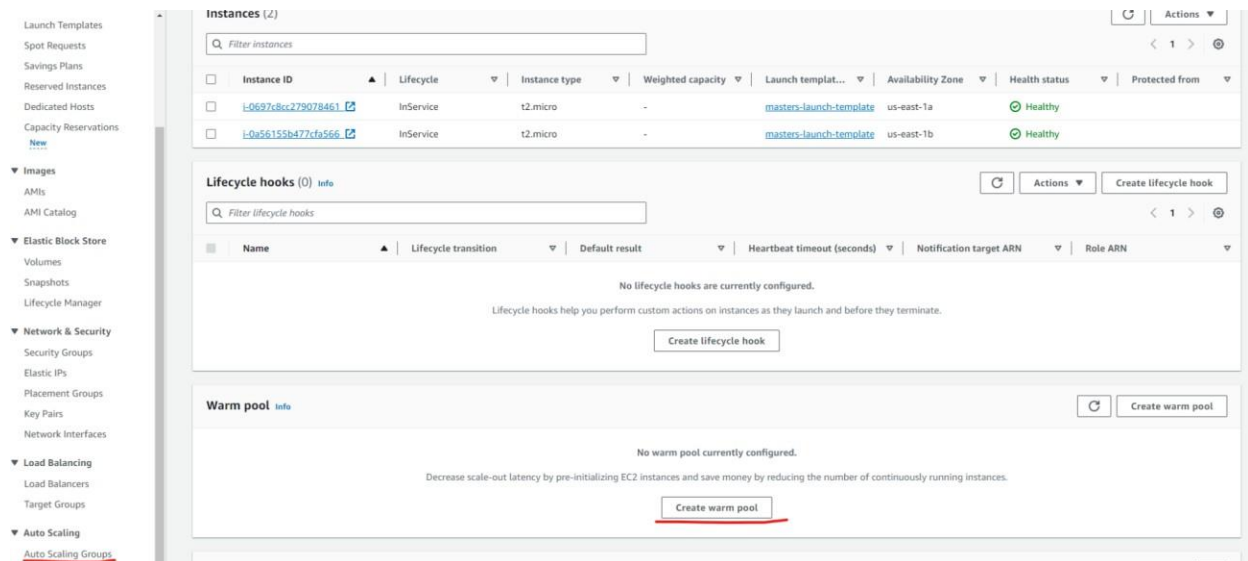 Launch Templates
Spot Requests
Savings Plans
Reserved Instances
Dedicated Hosts
Capacity Reservations
New
Images
AMIs
AMI Catalog
Elastic Block Store
Volumes
Snapshots
Lifecycle Manager
Network & Security
Security Groups
Elastic IPs
Placement Groups
Key Pairs
Network Interfaces
Load Balancing
Load Balancers
Target Groups
Auto Scaling
Auto Scaling Groups
Instances (2) Actions
Filter instances < 1 >
Instance ID Lifecycle Instance type Weighted capacity Launch templat... Availability Zone Health status Protected from
i-0697c8cc279078461 InService t2.micro - masters-launch-template us-east-1a Healthy
i-0a56155b477cfa566 InService t2.micro - masters-launch-template us-east-1b Healthy
Lifecycle hooks (0) Info Actions Create lifecycle hook
Filter lifecycle hooks < 1 >
Name Lifecycle transition Default result Heartbeat timeout (seconds) Notification target ARN Role ARN
No lifecycle hooks are currently configured.
Lifecycle hooks help you perform custom actions on instances as they launch and before they terminate.
Create lifecycle hook
Warm pool Info Create warm pool
No warm pool currently configured.
Decrease scale-out latency by pre-initializing EC2 instances and save money by reducing the number of continuously running instances.
Create warm pool